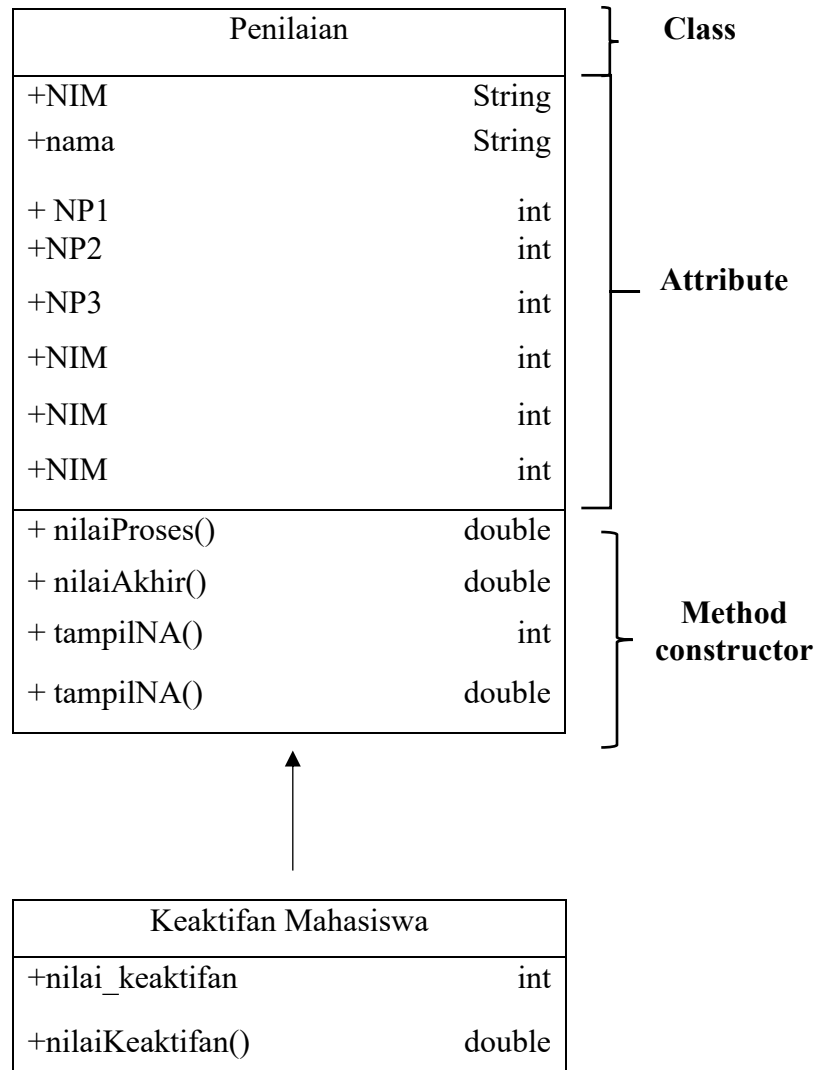 Penilaian
Class
+NIM String
+nama String
+ NP1 int
+NP2 int
+NP3 int
Attribute
+NIM int
+NIM int
+NIM int
+ nilaiProses() double
+ nilaiAkhir() double
+ tampilNA() int
+ tampilNA() double
Method
constructor
Keaktifan Mahasiswa
+nilai_keaktifan int
+nilaiKeaktifan() double